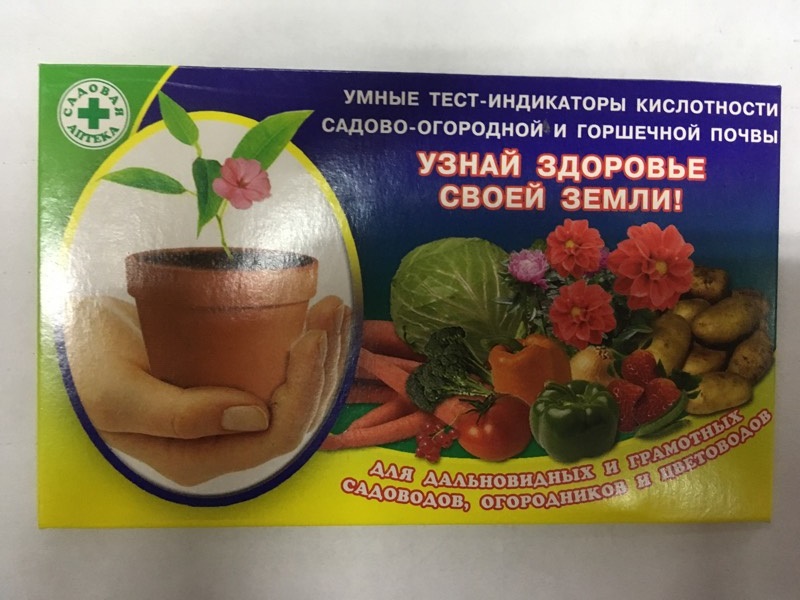 САДОВАЯ
АПТЕКА
УМНЫЕ ТЕСТ-ИНДИКАТОРЫ КИСЛОТНОСТИ
САДОВО-ОГОРОДНОЙ И ГОРШЕЧНОЙ ПОЧВЫ
УЗНАЙ ЗДОРОВЬЕ
СВОЕЙ ЗЕМЛИ!
ДЛЯ ДАЛЬНОВИДНЫХ И ГРАМОТНЫХ
САДОВОДОВ, ОГОРОДНИКОВ И ЦВЕТОВОДОВ